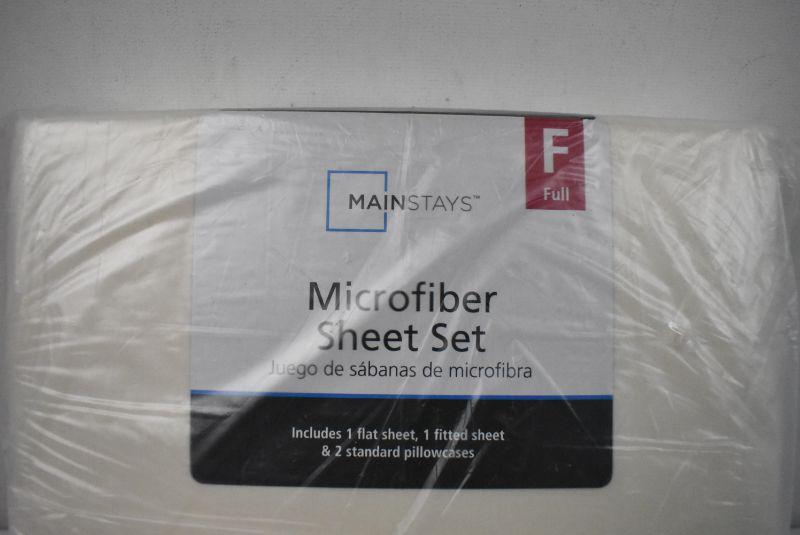 F
Full
MAINSTAYS™
Microfiber
Sheet Set
Juego de sábanas de microfibra
Includes 1 flat sheet, 1 fitted sheet
& 2 standard pillowcases